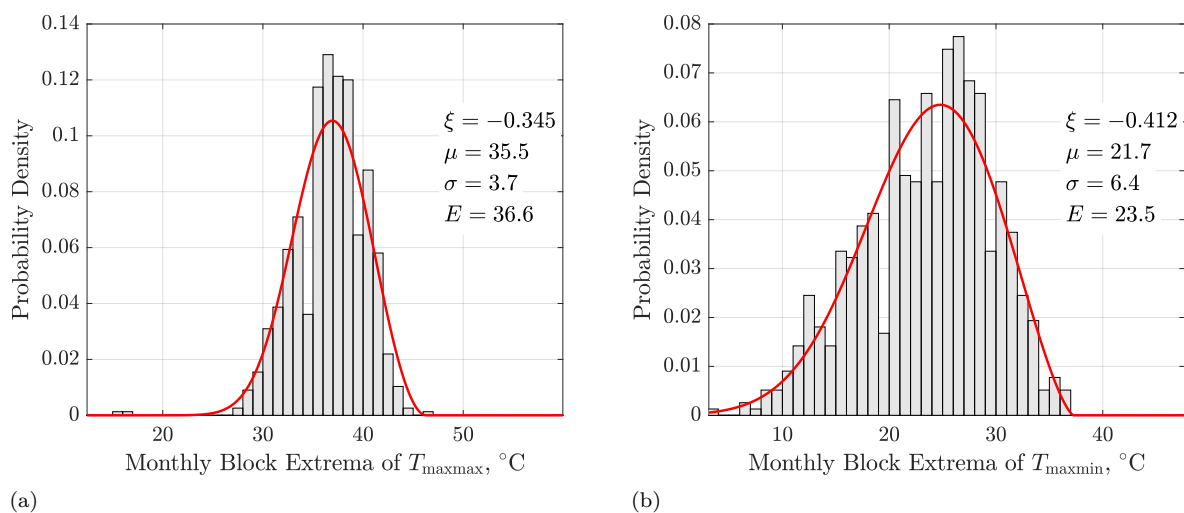 0.14
0.12
0.1
0.08
0.06
0.04
0.02
0
Probability Density
20
30
40
50
Monthly Block Extrema of T_maxmax, °C
ξ = −0.345
μ = 35.5
σ = 3.7
E = 36.6
(a)
0.08
0.07
0.06
0.05
0.04
0.03
0.02
0.01
0
Probability Density
10
20
30
40
Monthly Block Extrema of T_maxmin, °C
ξ = −0.412
μ = 21.7
σ = 6.4
E = 23.5
(b)